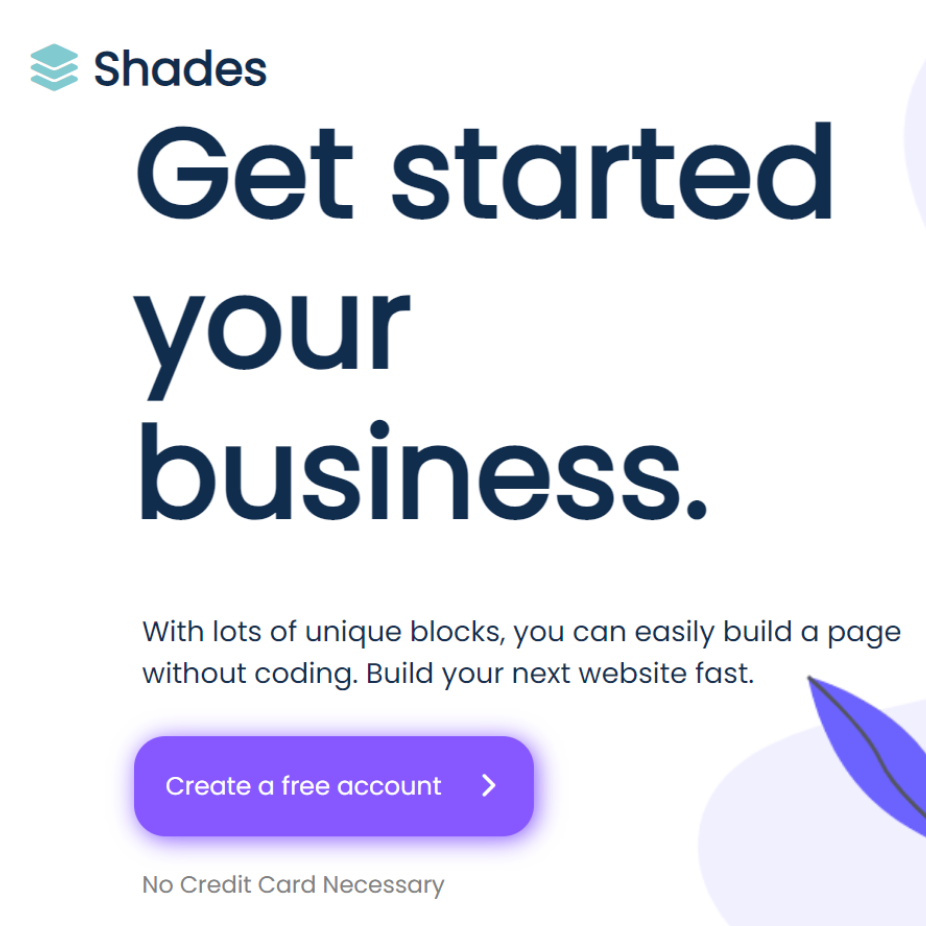 Shades
Get started
your
business.
With lots of unique blocks, you can easily build a page
without coding. Build your next website fast.
Create a free account
No Credit Card Necessary